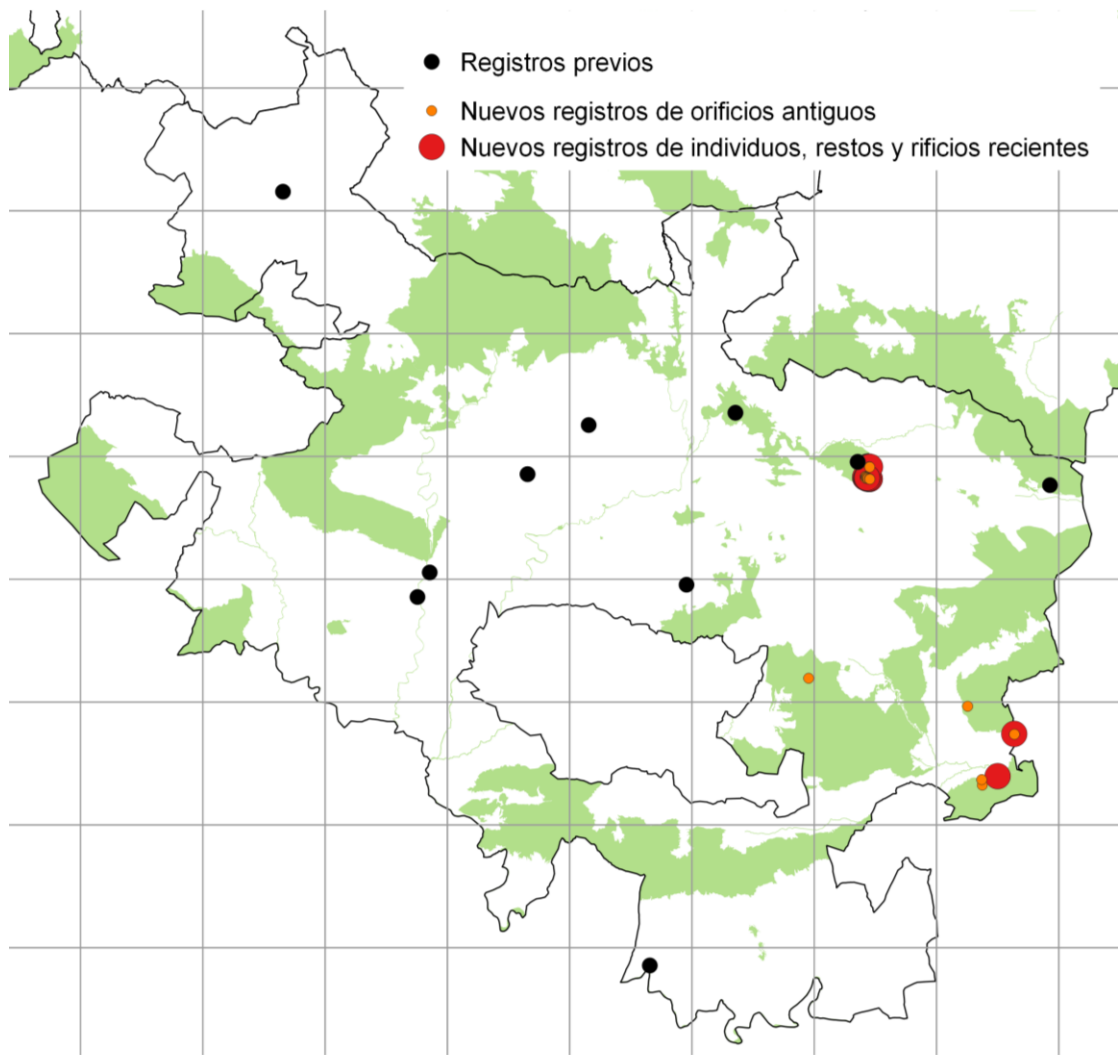 Registros previos
Nuevos registros de orificios antiguos
Nuevos registros de individuos, restos y rificios recientes